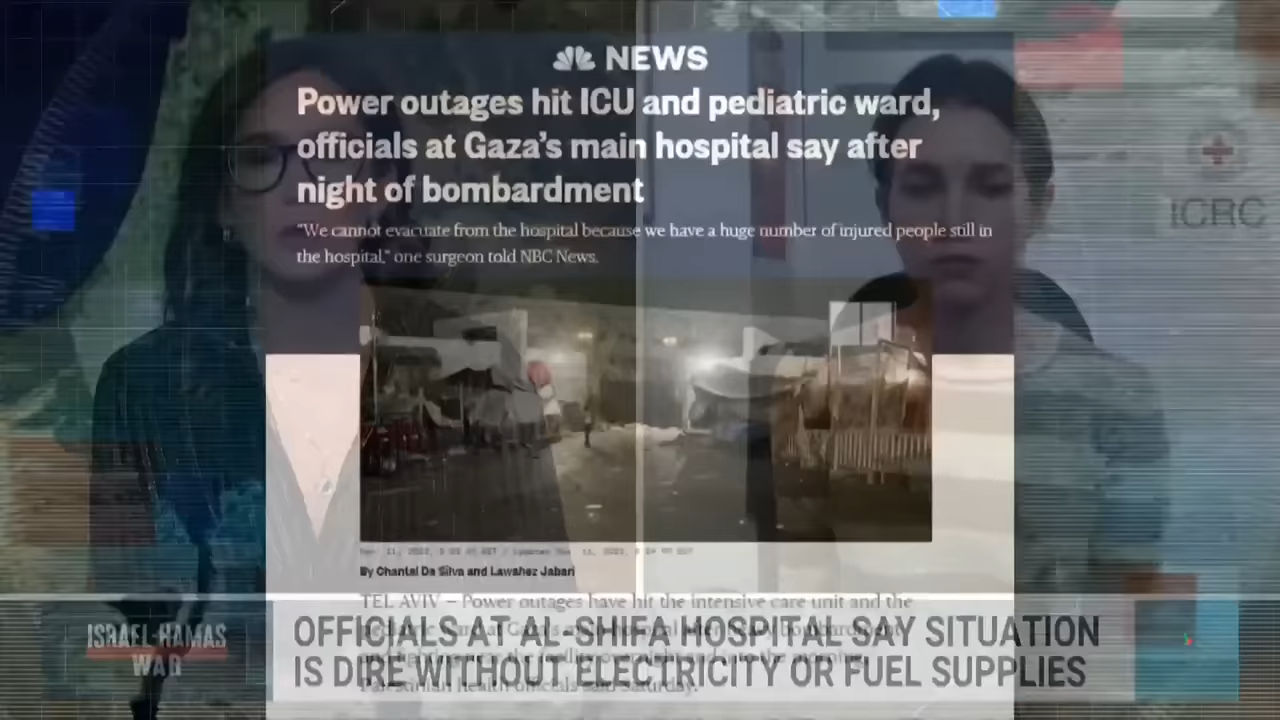 NEWS
Power outages hit ICU and pediatric ward,
officials at Gaza's main hospital say after
night of bombardment
"We cannot evacuate from the hospital because we have a huge number of injured people still in
the hospital," one surgeon told NBC News.
ICRC
By Chantal Da Silva and Lawahez Jabari
TEL AVIV — Power outages have hit the intensive care unit and the
ISRAEL-HAMAS
WAR
OFFICIALS AT AL-SHIFA HOSPITAL SAY SITUATION
IS DIRE WITHOUT ELECTRICITY OR FUEL SUPPLIES